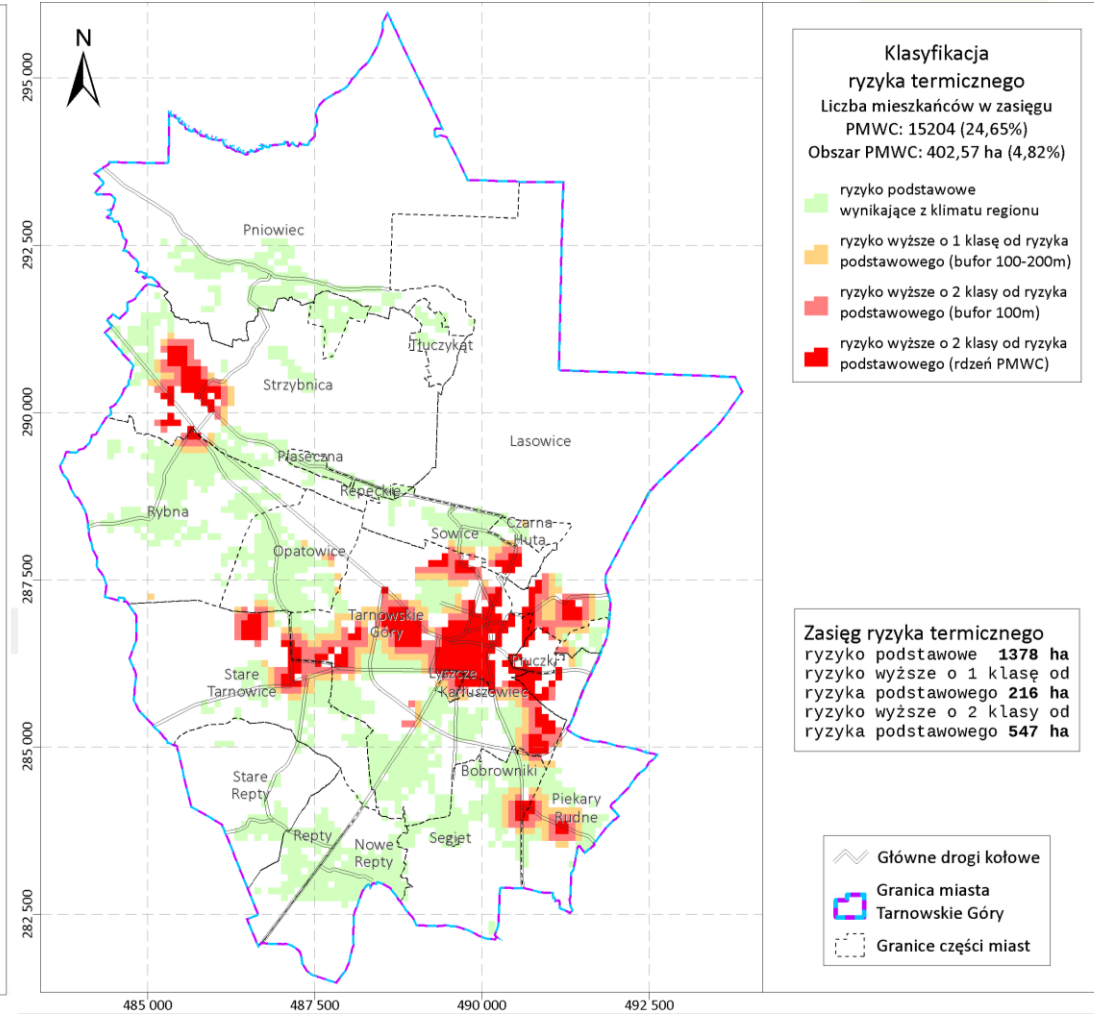 N
295 000
292 500
290 000
287 500
285 000
282 500
485 000
487 500
490 000
492 500
Pniowiec
Tłuczykąt
Strzybnica
Lasowice
Piaseczna
Repeckie
Rybna
Czarna
Huta
Sowice
Opatowice
Tarnowskie
Góry
Puczki
Stare
Tarnowice
Łyszcze
Kartuszowiec
Bobrowniki
Stare
Repty
Piekary
Rudne
Repty
Nowe
Repty
Segiet
Klasyfikacja
ryzyka termicznego
Liczba mieszkańców w zasięgu
PMWC: 15204 (24,65%)
Obszar PMWC: 402,57 ha (4,82%)
ryzyko podstawowe
wynikające z klimatu regionu
ryzyko wyższe o 1 klasę od ryzyka
podstawowego (bufor 100-200m)
ryzyko wyższe o 2 klasy od ryzyka
podstawowego (bufor 100m)
ryzyko wyższe o 2 klasy od ryzyka
podstawowego (rdzeń PMWC)
Zasięg ryzyka termicznego
ryzyko podstawowe 1378 ha
ryzyko wyższe o 1 klasę od
ryzyka podstawowego 216 ha
ryzyko wyższe o 2 klasy od
ryzyka podstawowego 547 ha
Główne drogi kołowe
Granica miasta
Tarnowskie Góry
Granice części miast